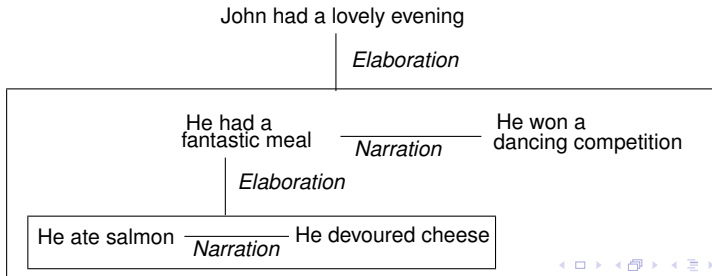 John had a lovely evening
Elaboration
He had a
fantastic meal
Narration
He won a
dancing competition
Elaboration
He ate salmon
Narration
He devoured cheese